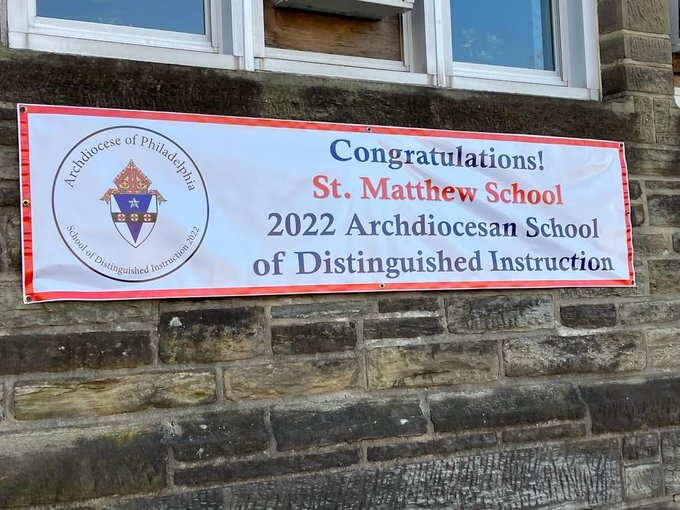 Archdiocese of Philadelphia
School of Distinguished Instruction 2022
Congratulations!
St. Matthew School
2022 Archdiocesan School
of Distinguished Instruction